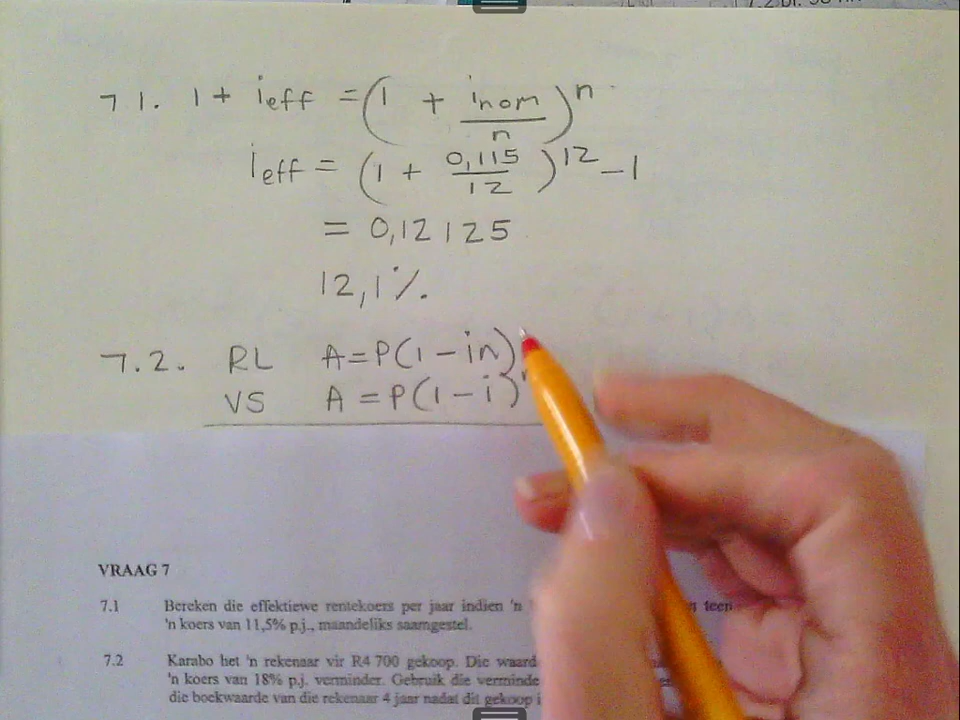 7.1. 1 + ieff = (1 + inom/n)^n
ieff = (1 + 0,115/12)^12 - 1
= 0,12125
12,1%
7.2. RL A=P(1-in)
VS A=P(1-i)
VRAAG 7
7.1 Bereken die effektiewe rentekoers per jaar indien 'n teen
'n koers van 11,5% p.j., maandeliks saamgestel.
7.2 Karabo het 'n rekenaar vir R4 700 gekoop. Die
'n koers van 18% p.j. verminder. Gebruik die
die boekwaarde van die rekenaar 4 jaar nadat dit gekoop